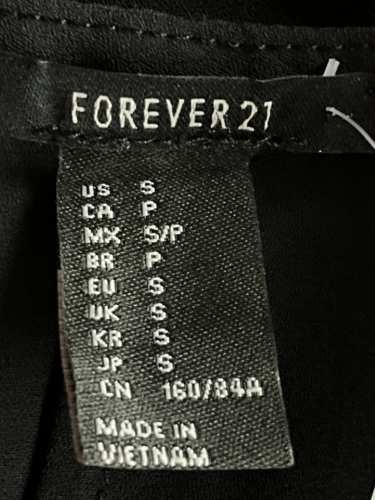 FOREVER 21
US S
CA P
MX S/P
BR P
EU S
UK S
KR S
JP S
CN 160/84A
MADE IN
VIETNAM